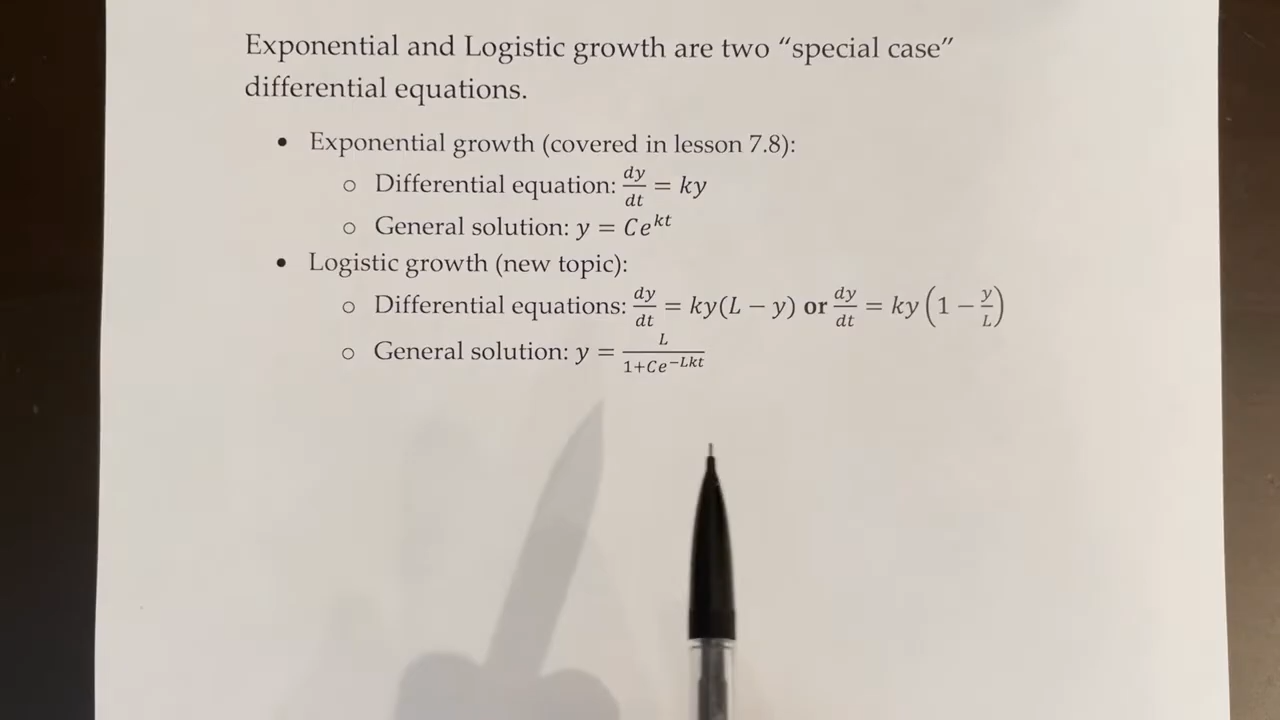 Exponential and Logistic growth are two “special case”
differential equations.
• Exponential growth (covered in lesson 7.8):
o Differential equation: dy/dt = ky
o General solution: y = Ce^{kt}
• Logistic growth (new topic):
o Differential equations: dy/dt = ky(L − y) or dy/dt = ky(1 − y/L)
o General solution: y = L/(1+Ce^{−Lkt})